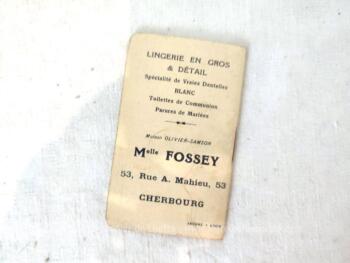 LINGERIE EN GROS
& DÉTAIL
Spécialité de Vraies Dentelles
BLANC
Toilettes de Communion
Parures de Mariées
Maison OLIVIER-SAMSON
Melle FOSSEY
53, Rue A. Mahieu, 53
CHERBOURG